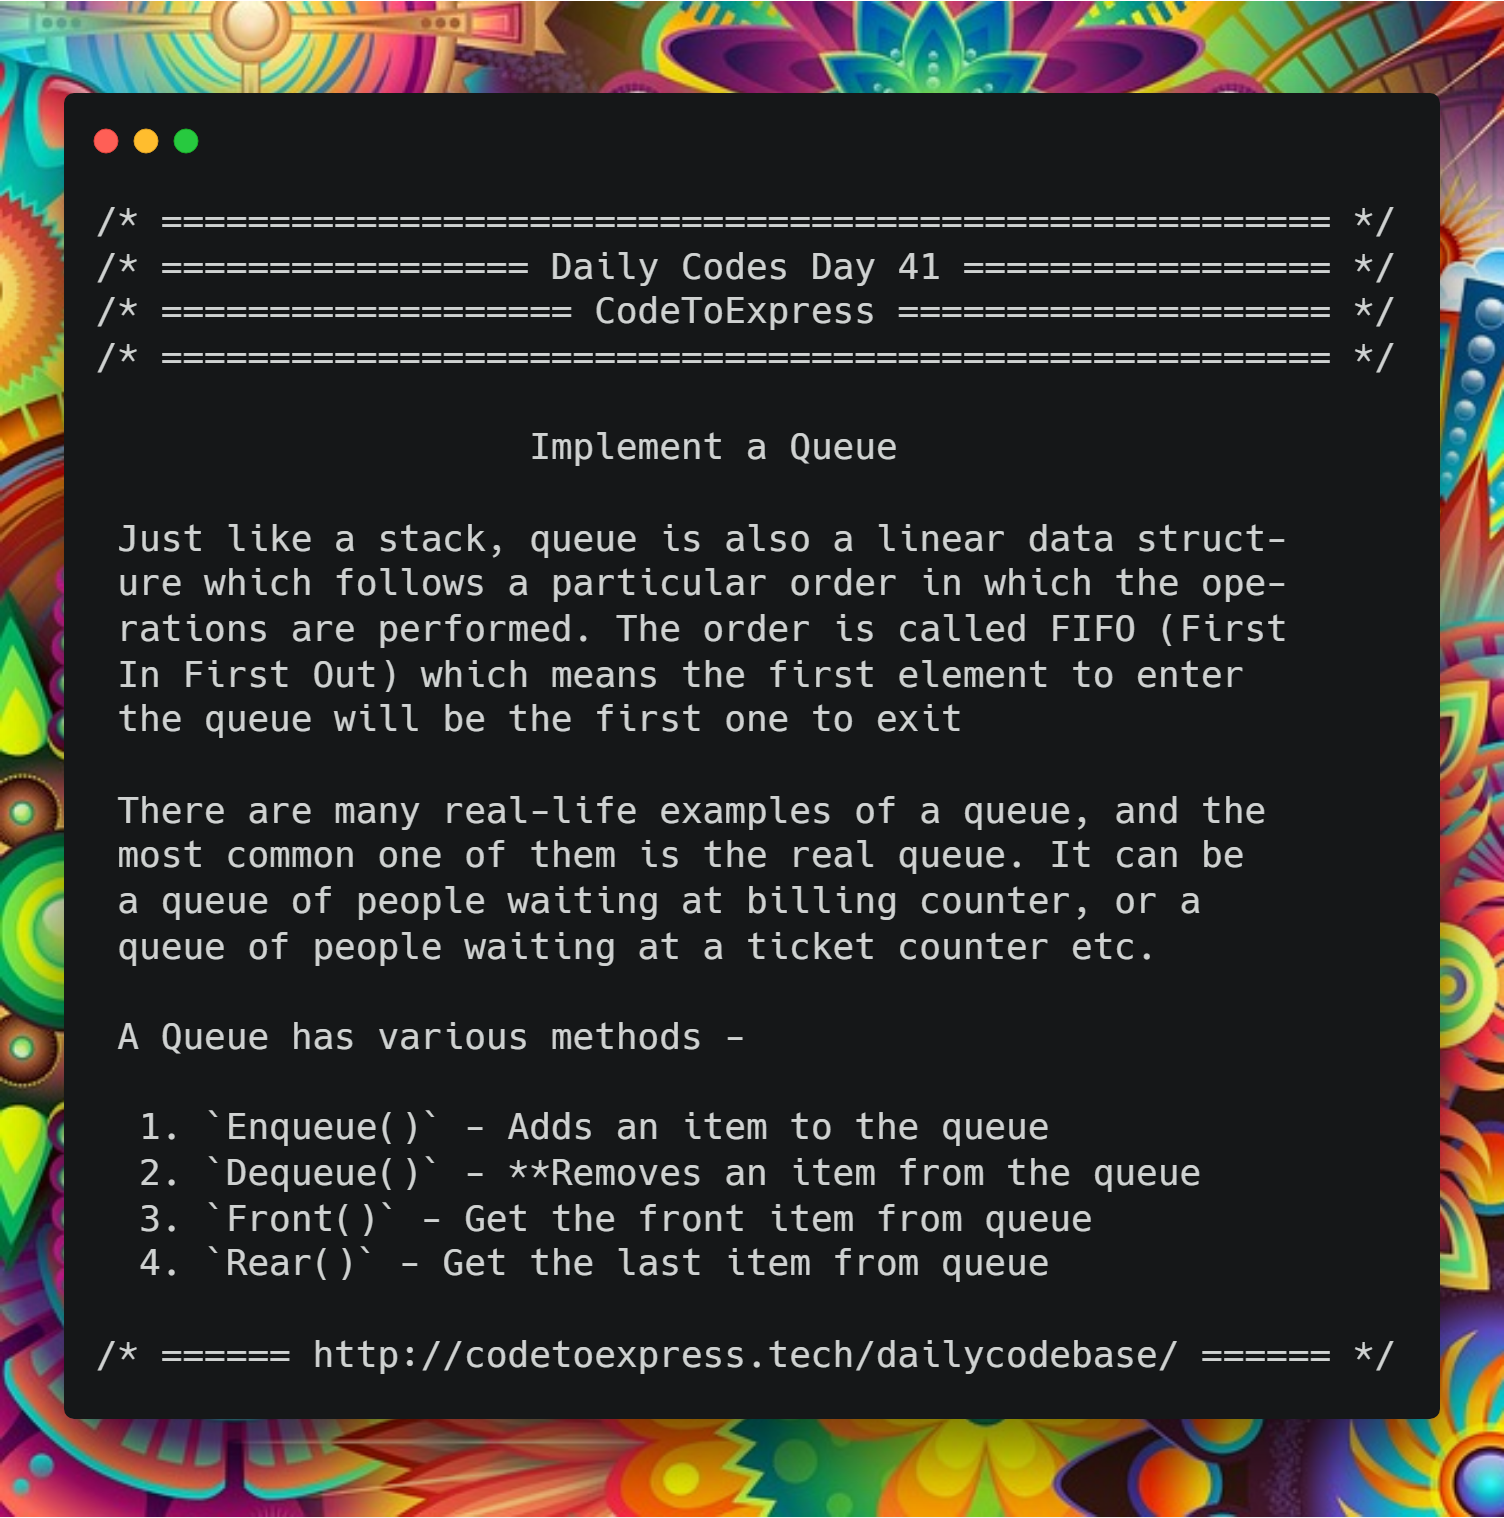 /* ====================================================== */
/* ================= Daily Codes Day 41 ================= */
/* =================== CodeToExpress ==================== */
/* ====================================================== */
Implement a Queue
Just like a stack, queue is also a linear data struct-
ure which follows a particular order in which the ope-
rations are performed. The order is called FIFO (First
In First Out) which means the first element to enter
the queue will be the first one to exit
There are many real-life examples of a queue, and the
most common one of them is the real queue. It can be
a queue of people waiting at billing counter, or a
queue of people waiting at a ticket counter etc.
A Queue has various methods -
1. `Enqueue()` - Adds an item to the queue
2. `Dequeue()` - **Removes an item from the queue
3. `Front()` - Get the front item from queue
4. `Rear()` - Get the last item from queue
/* ====== http://codetoexpress.tech/dailycodebase/ ====== */